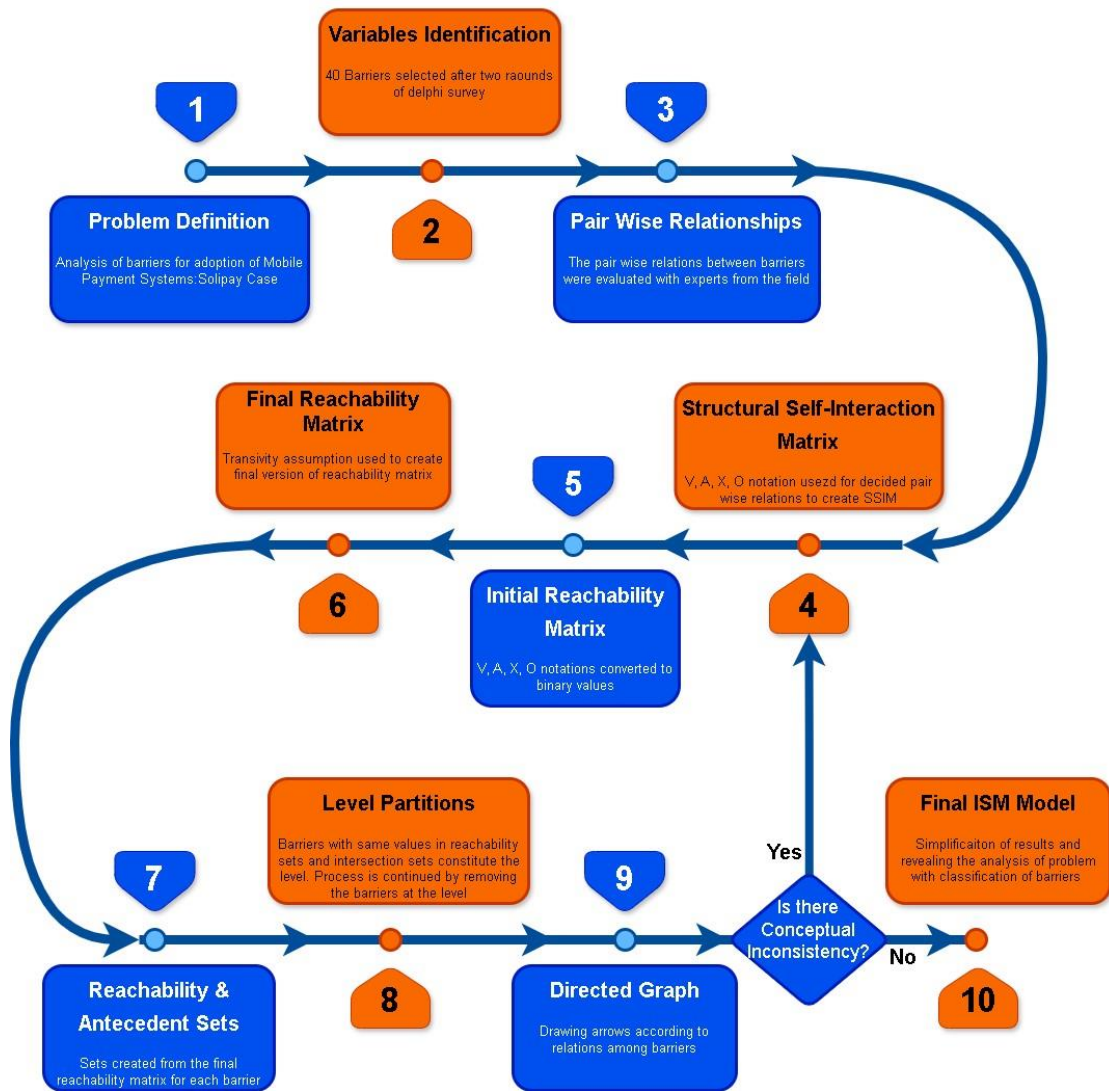 Variables Identification
40 Barriers selected after two raounds
of delphi survey
1
3
Problem Definition
Analysis of barriers for adoption of Mobile
Payment Systems:Solipay Case
2
Pair Wise Relationships
The pair wise relations between barriers
were evaluated with experts from the field
Final Reachability
Matrix
Transivity assumption used to create
final version of reachability matrix
5
Structural Self-Interaction
Matrix
V, A, X, O notation usezd for decided pair
wise relations to create SSIM
6
Initial Reachability
Matrix
V, A, X, O notations converted to
binary values
4
7
Level Partitions
Barriers with same values in reachability
sets and intersection sets constitute the
level. Process is continued by removing
the barriers at the level
9
Yes
Final ISM Model
Simplificaiton of results and
revealing the analysis of problem
with classification of barriers
Is there
Conceptual
Inconsistency?
No
Reachability &
Antecedent Sets
Sets created from the final
reachability matrix for each barrier
8
Directed Graph
Drawing arrows according to
relations among barriers
10